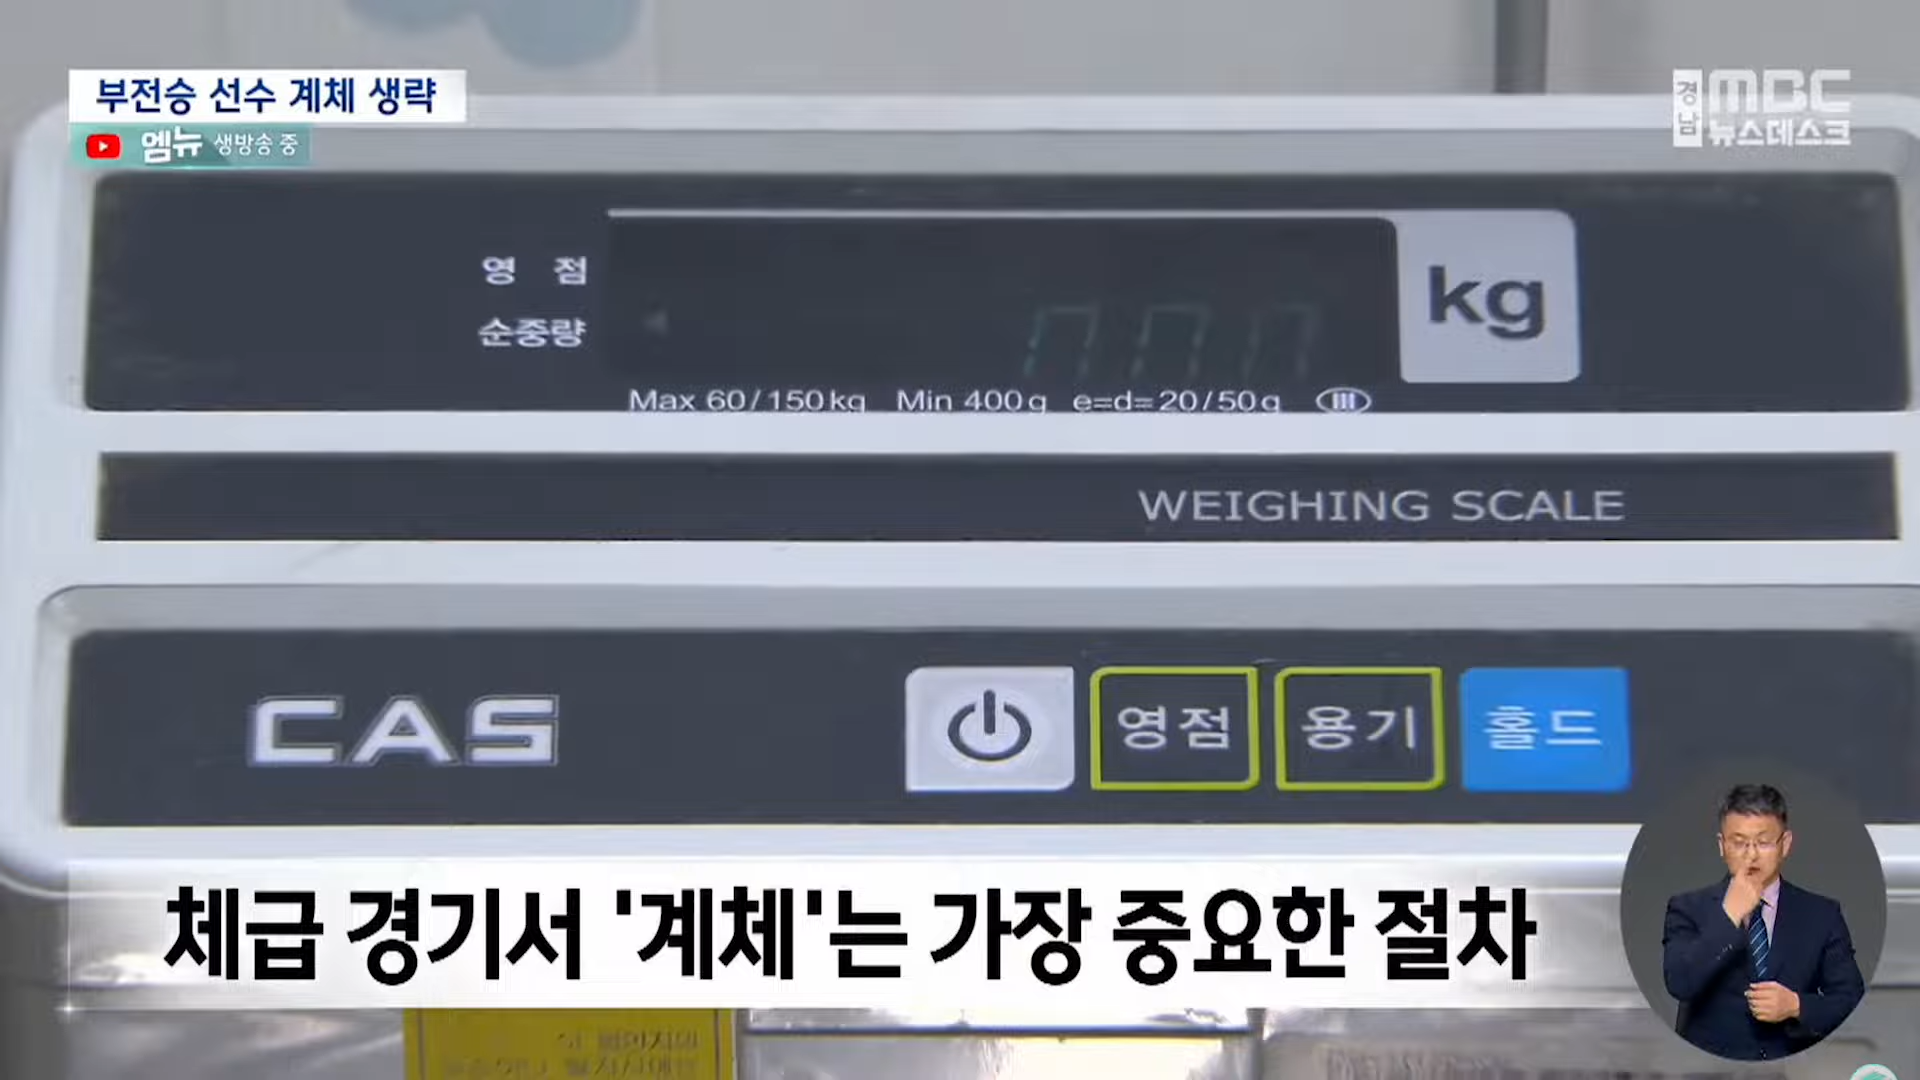 부전승 선수 계체 생략
엠뉴 생방송 중
경남 MBC
뉴스데스크
영 점
순중량
kg
Max 60/150kg Min 400g e=d=20/50g III
WEIGHING SCALE
CAS
영점 용기 홀드
체급 경기서 '계체'는 가장 중요한 절차